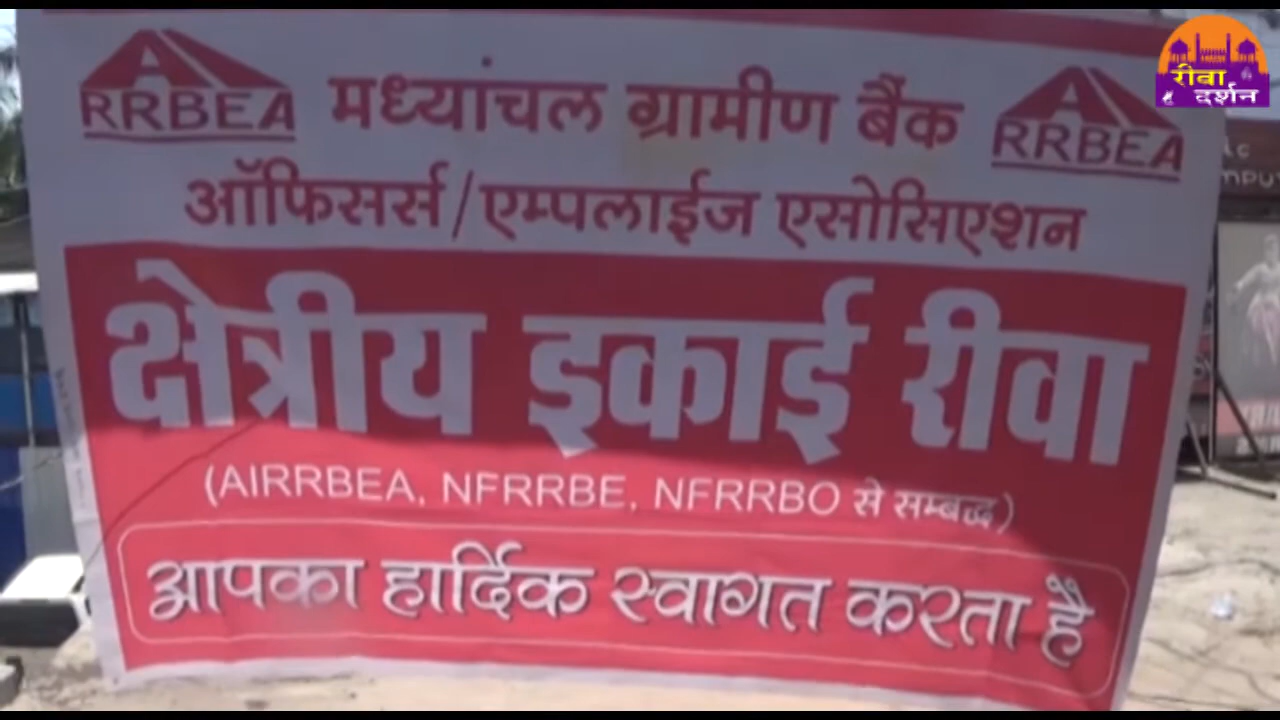 रीवा
दर्शन
A
RRBEA
मध्यांचल ग्रामीण बैंक
A
RRBEA
ऑफिसर्स/एम्पलाईज एसोसिएशन
क्षेत्रीय इकाई रीवा
(AIRRBEA, NFRRBE, NFRRBO से सम्बद्ध)
आपका हार्दिक स्वागत करता है